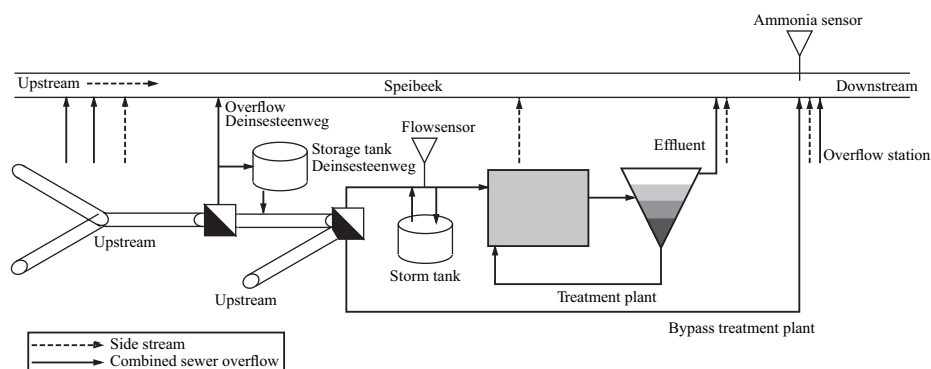 Ammonia sensor
Upstream
Speibeek
Downstream
Overflow
Deinsesteenweg
Flowsensor
Storage tank
Deinsesteenweg
Effluent
Overflow station
Upstream
Upstream
Storm tank
Treatment plant
Bypass treatment plant
Side stream
Combined sewer overflow